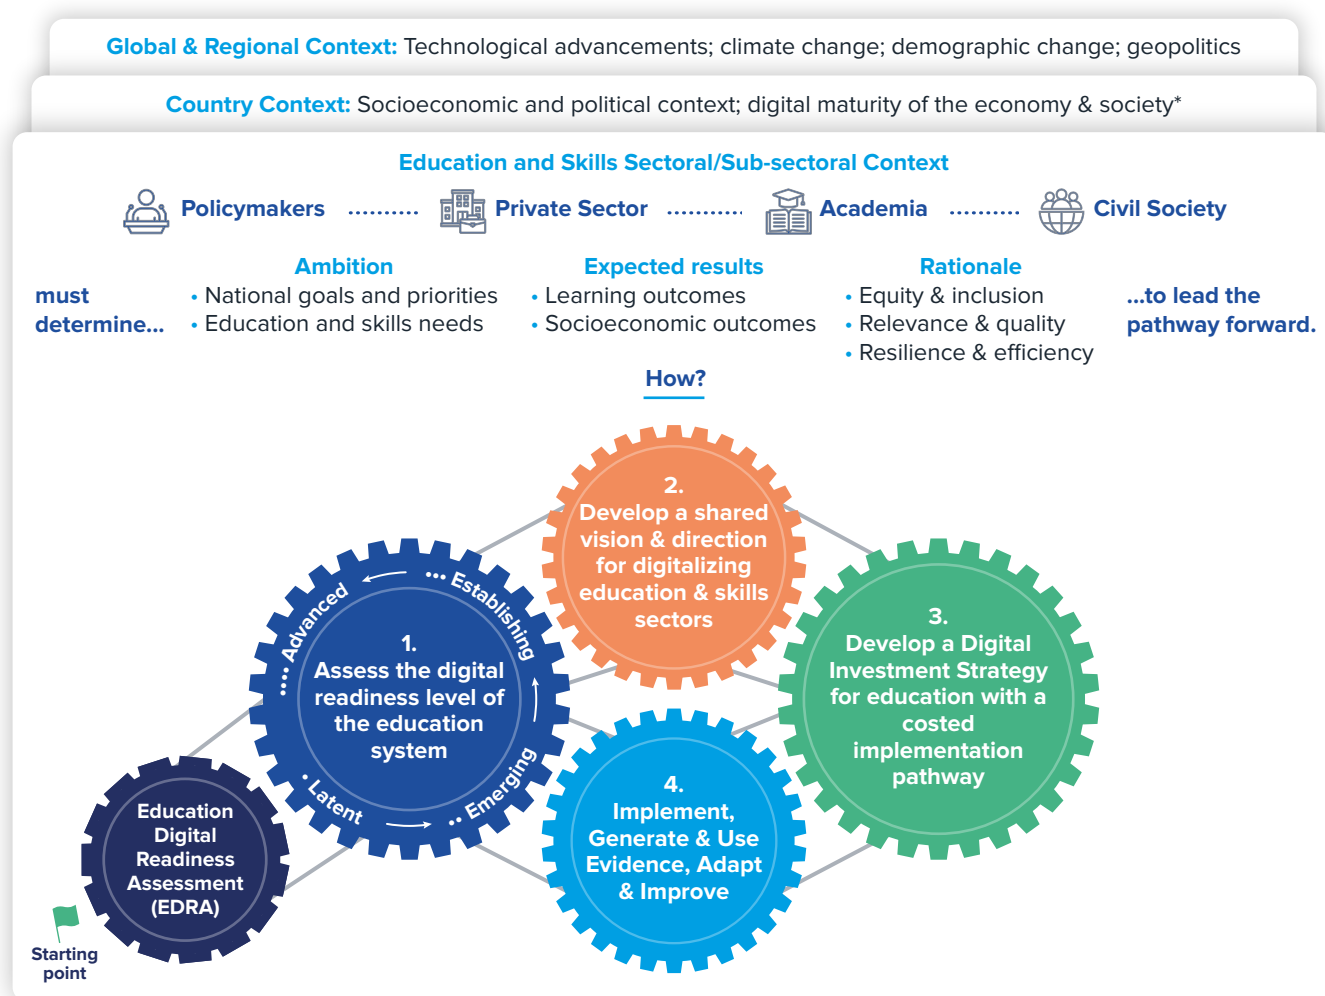 Global & Regional Context: Technological advancements; climate change; demographic change; geopolitics
Country Context: Socioeconomic and political context; digital maturity of the economy & society*
Education and Skills Sectoral/Sub-sectoral Context
Policymakers
Private Sector
Academia
Civil Society
must
determine...
Ambition
• National goals and priorities
• Education and skills needs
Expected results
• Learning outcomes
• Socioeconomic outcomes
Rationale
• Equity & inclusion
• Relevance & quality
• Resilience & efficiency
...to lead the
pathway forward.
How?
Starting
point
Education
Digital
Readiness
Assessment
(EDRA)
1.
Assess the digital
readiness level of
the education
system
• Latent
•• Emerging
••• Establishing
•••• Advanced
2.
Develop a shared
vision & direction
for digitalizing
education & skills
sectors
3.
Develop a Digital
Investment Strategy
for education with a
costed
implementation
pathway
4.
Implement,
Generate & Use
Evidence, Adapt
& Improve